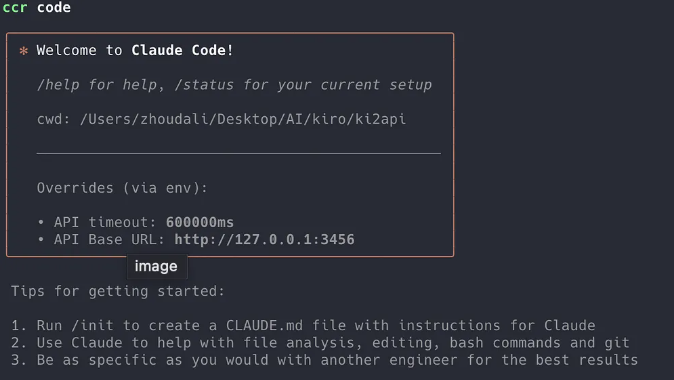 ccr code
✻ Welcome to Claude Code!
/help for help, /status for your current setup
cwd: /Users/zhoudali/Desktop/AI/kiro/ki2api
Overrides (via env):
• API timeout: 600000ms
• API Base URL: http://127.0.0.1:3456
image
Tips for getting started:
1. Run /init to create a CLAUDE.md file with instructions for Claude
2. Use Claude to help with file analysis, editing, bash commands and git
3. Be as specific as you would with another engineer for the best results